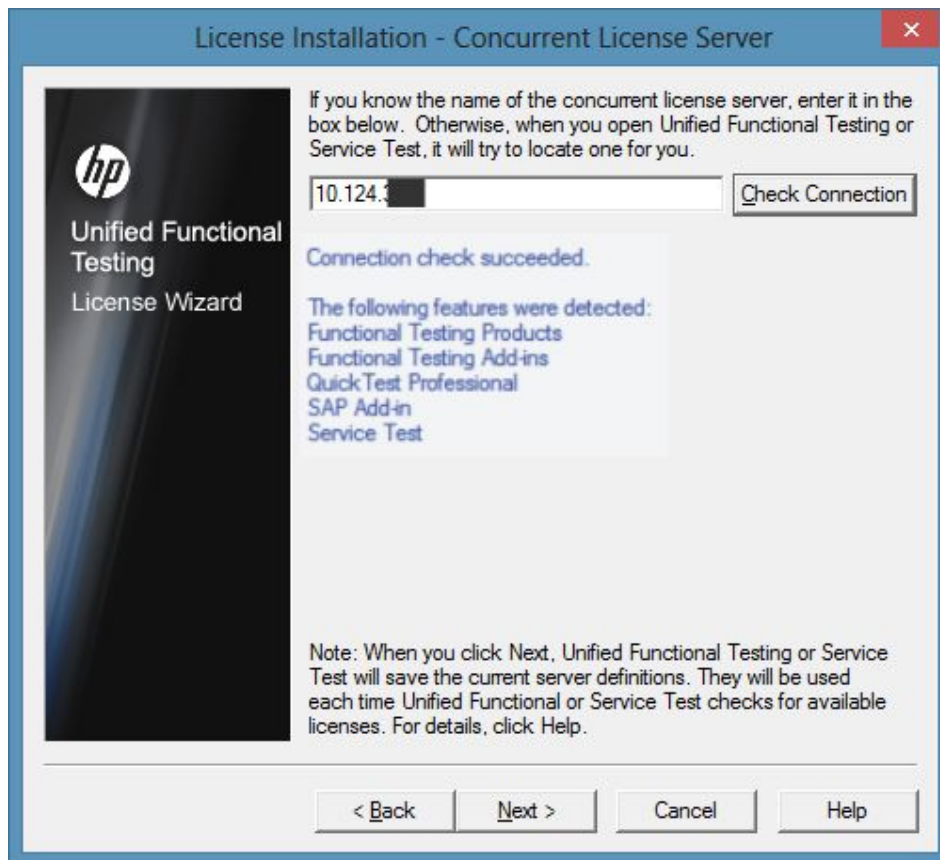 License Installation - Concurrent License Server
If you know the name of the concurrent license server, enter it in the
box below. Otherwise, when you open Unified Functional Testing or
Service Test, it will try to locate one for you.
10.124.
Check Connection
hp
Unified Functional
Testing
License Wizard
Connection check succeeded.
The following features were detected:
Functional Testing Products
Functional Testing Add-ins
QuickTest Professional
SAP Add-in
Service Test
Note: When you click Next, Unified Functional Testing or Service
Test will save the current server definitions. They will be used
each time Unified Functional or Service Test checks for available
licenses. For details, click Help.
< Back
Next >
Cancel
Help